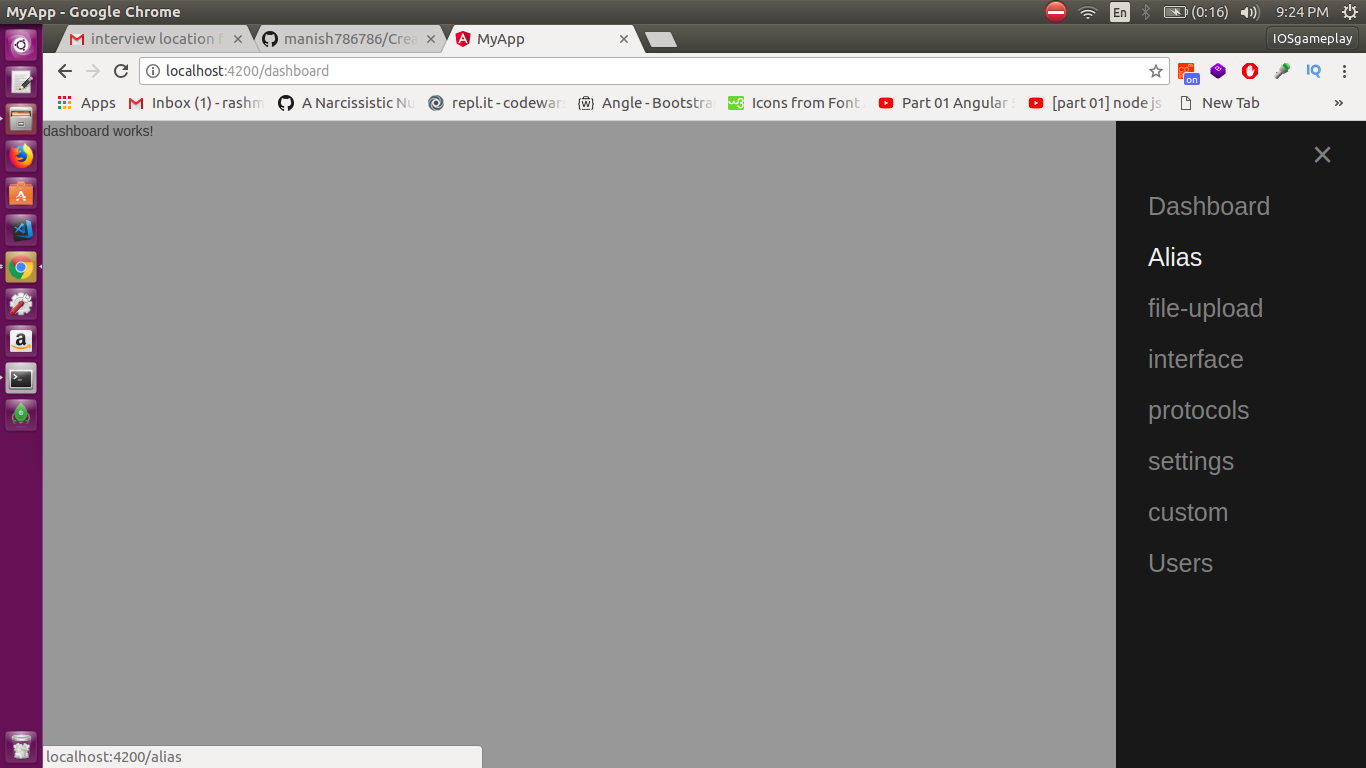 MyApp - Google Chrome
En
(0:16)
9:24 PM
interview location
manish786786/Crea
MyApp
IOSgameplay
localhost:4200/dashboard
on
IQ
Apps
Inbox (1) - rashm
A Narcissistic Nu
repl.it - codewar
Angle - Bootstra
Icons from Font
Part 01 Angular
[part 01] node js
New Tab
»
dashboard works!
×
Dashboard
Alias
file-upload
interface
protocols
settings
custom
Users
localhost:4200/alias